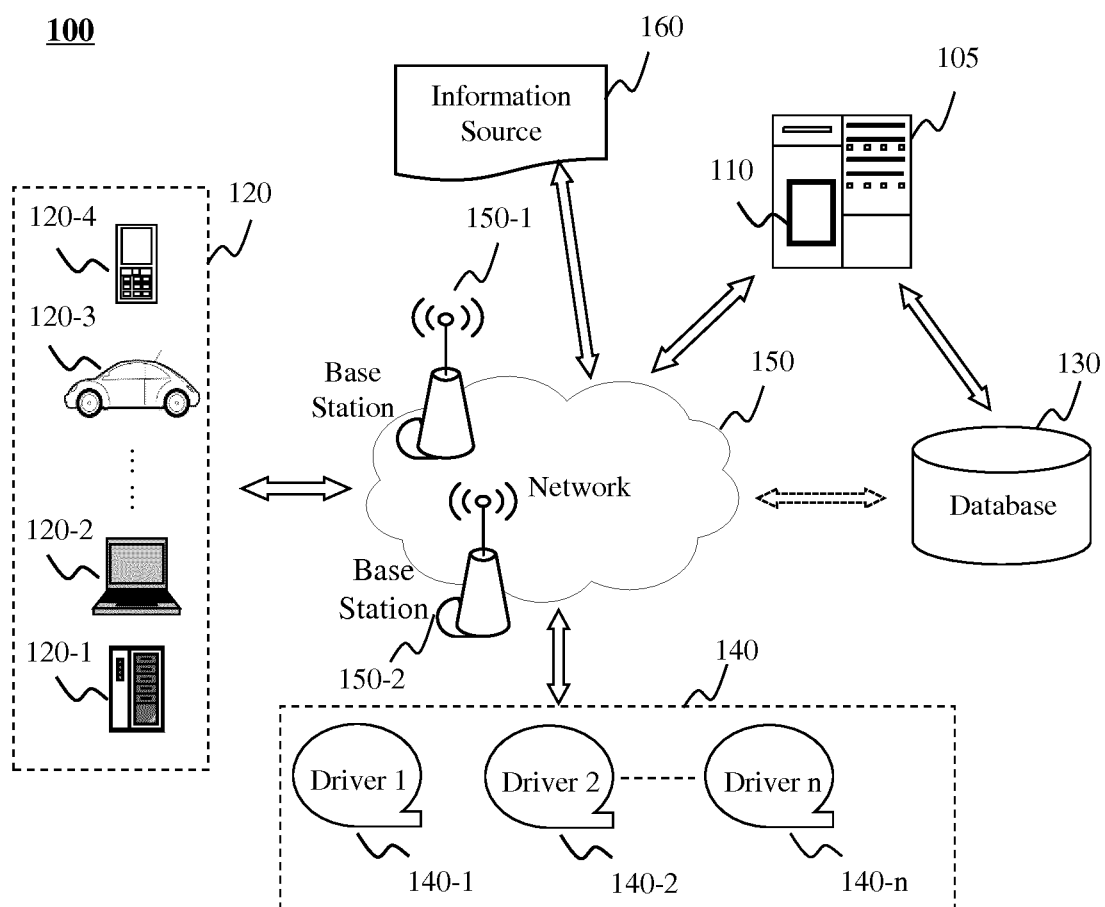 100
160
Information
Source
105
110
120
120-4
150-1
120-3
Base
Station
150
130
Network
Database
120-2
Base
Station
120-1
150-2
140
Driver 1
Driver 2
Driver n
140-1
140-2
140-n